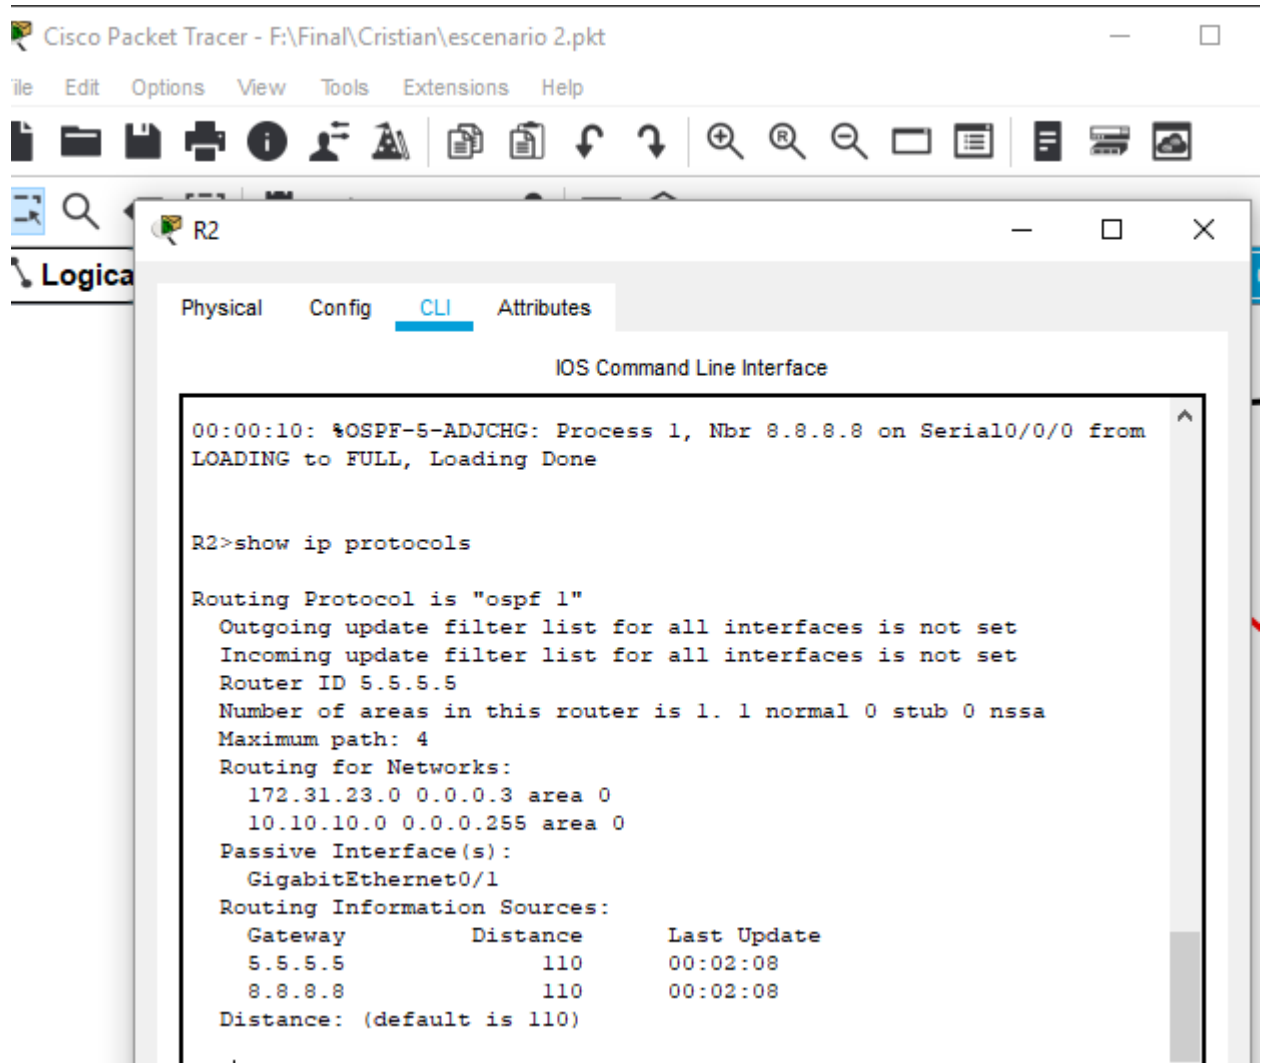 Cisco Packet Tracer - F:\Final\Cristian\escenario 2.pkt
ile Edit Options View Tools Extensions Help
R2
Logica
Physical Config CLI Attributes
IOS Command Line Interface
00:00:10: %OSPF-5-ADJCHG: Process 1, Nbr 8.8.8.8 on Serial0/0/0 from
LOADING to FULL, Loading Done
R2>show ip protocols
Routing Protocol is "ospf 1"
Outgoing update filter list for all interfaces is not set
Incoming update filter list for all interfaces is not set
Router ID 5.5.5.5
Number of areas in this router is 1. 1 normal 0 stub 0 nssa
Maximum path: 4
Routing for Networks:
172.31.23.0 0.0.0.3 area 0
10.10.10.0 0.0.0.255 area 0
Passive Interface(s):
GigabitEthernet0/1
Routing Information Sources:
Gateway Distance Last Update
5.5.5.5 110 00:02:08
8.8.8.8 110 00:02:08
Distance: (default is 110)